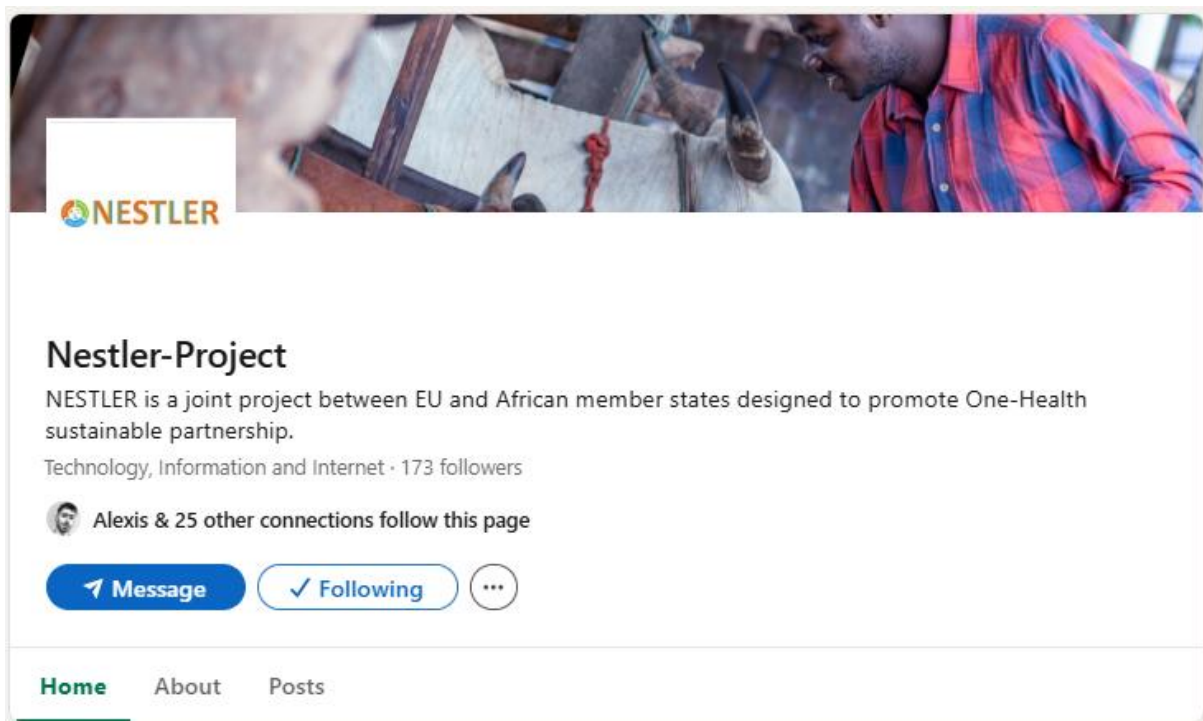 NESTLER
Nestler-Project
NESTLER is a joint project between EU and African member states designed to promote One-Health
sustainable partnership.
Technology, Information and Internet · 173 followers
Alexis & 25 other connections follow this page
Message
Following
Home
About
Posts